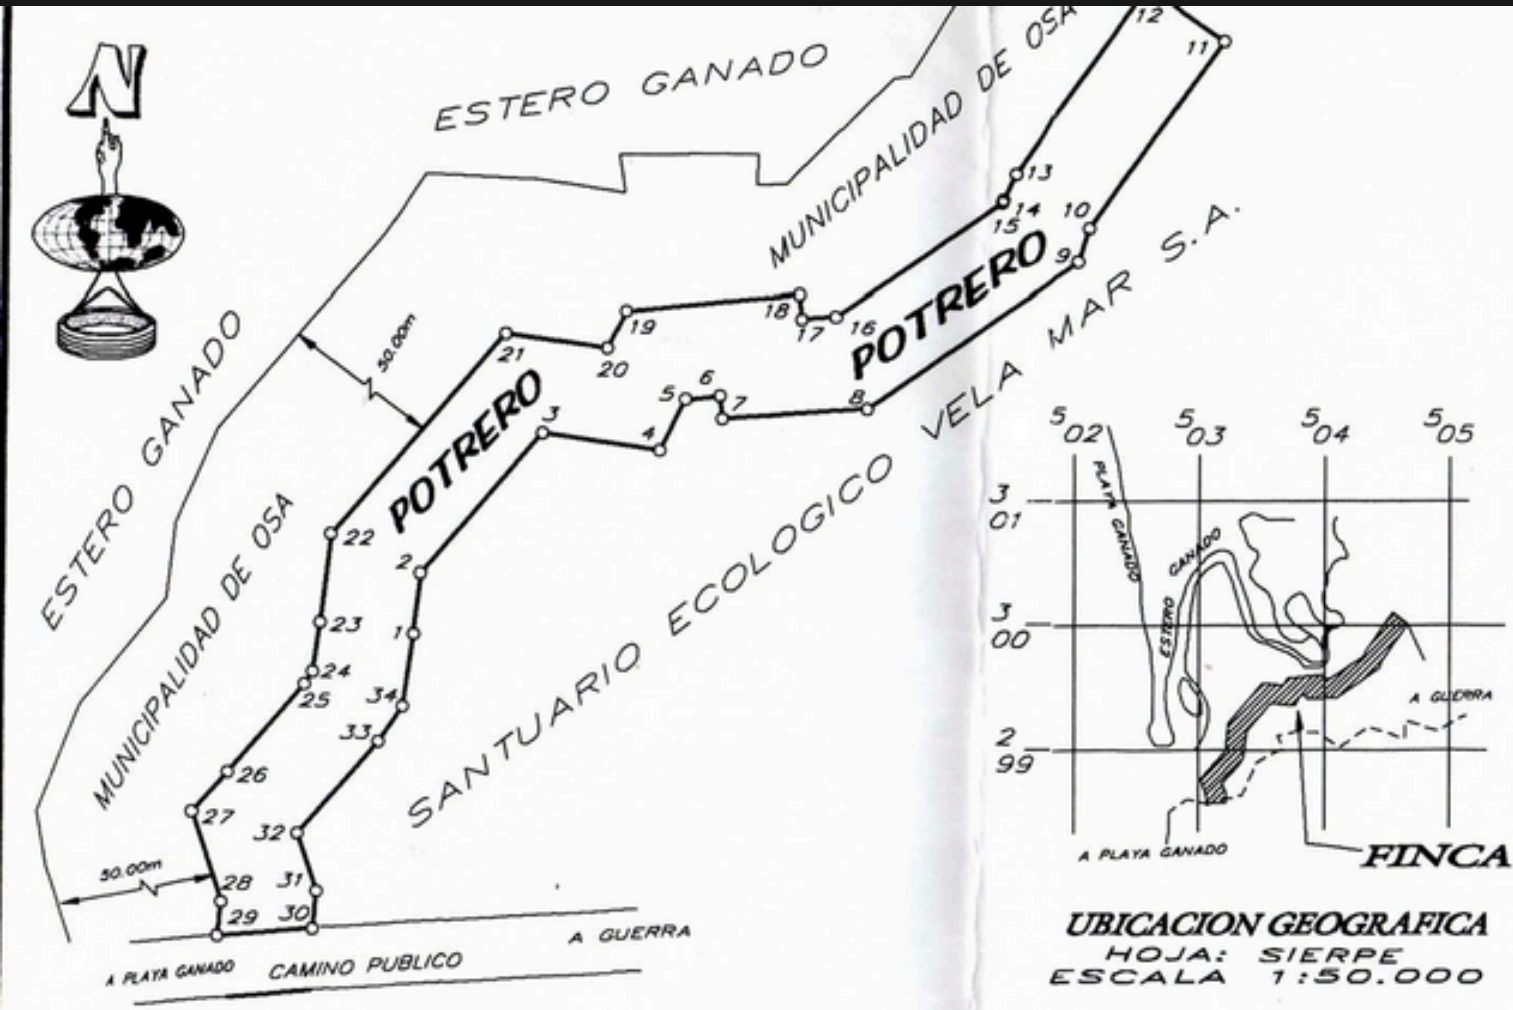 N
ESTERO GANADO
MUNICIPALIDAD DE OSA
12
11
13
14
15
10
9
POTRERO
VELA MAR S.A.
16
17
18
19
20
21
50.00m
ESTERO GANADO
MUNICIPALIDAD DE OSA
POTRERO
3
4
5
6
7
8
22
2
23
1
24
25
34
33
26
27
32
50.00m
28
31
29
30
SANTUARIO ECOLOGICO
A GUERRA
A PLAYA GANADO
CAMINO PUBLICO
5 02
5 03
5 04
5 05
3 01
3 00
2 99
PLAYA GANADO
ESTERO GANADO
A GUERRA
A PLAYA GANADO
FINCA
UBICACION GEOGRAFICA
HOJA: SIERPE
ESCALA 1:50.000